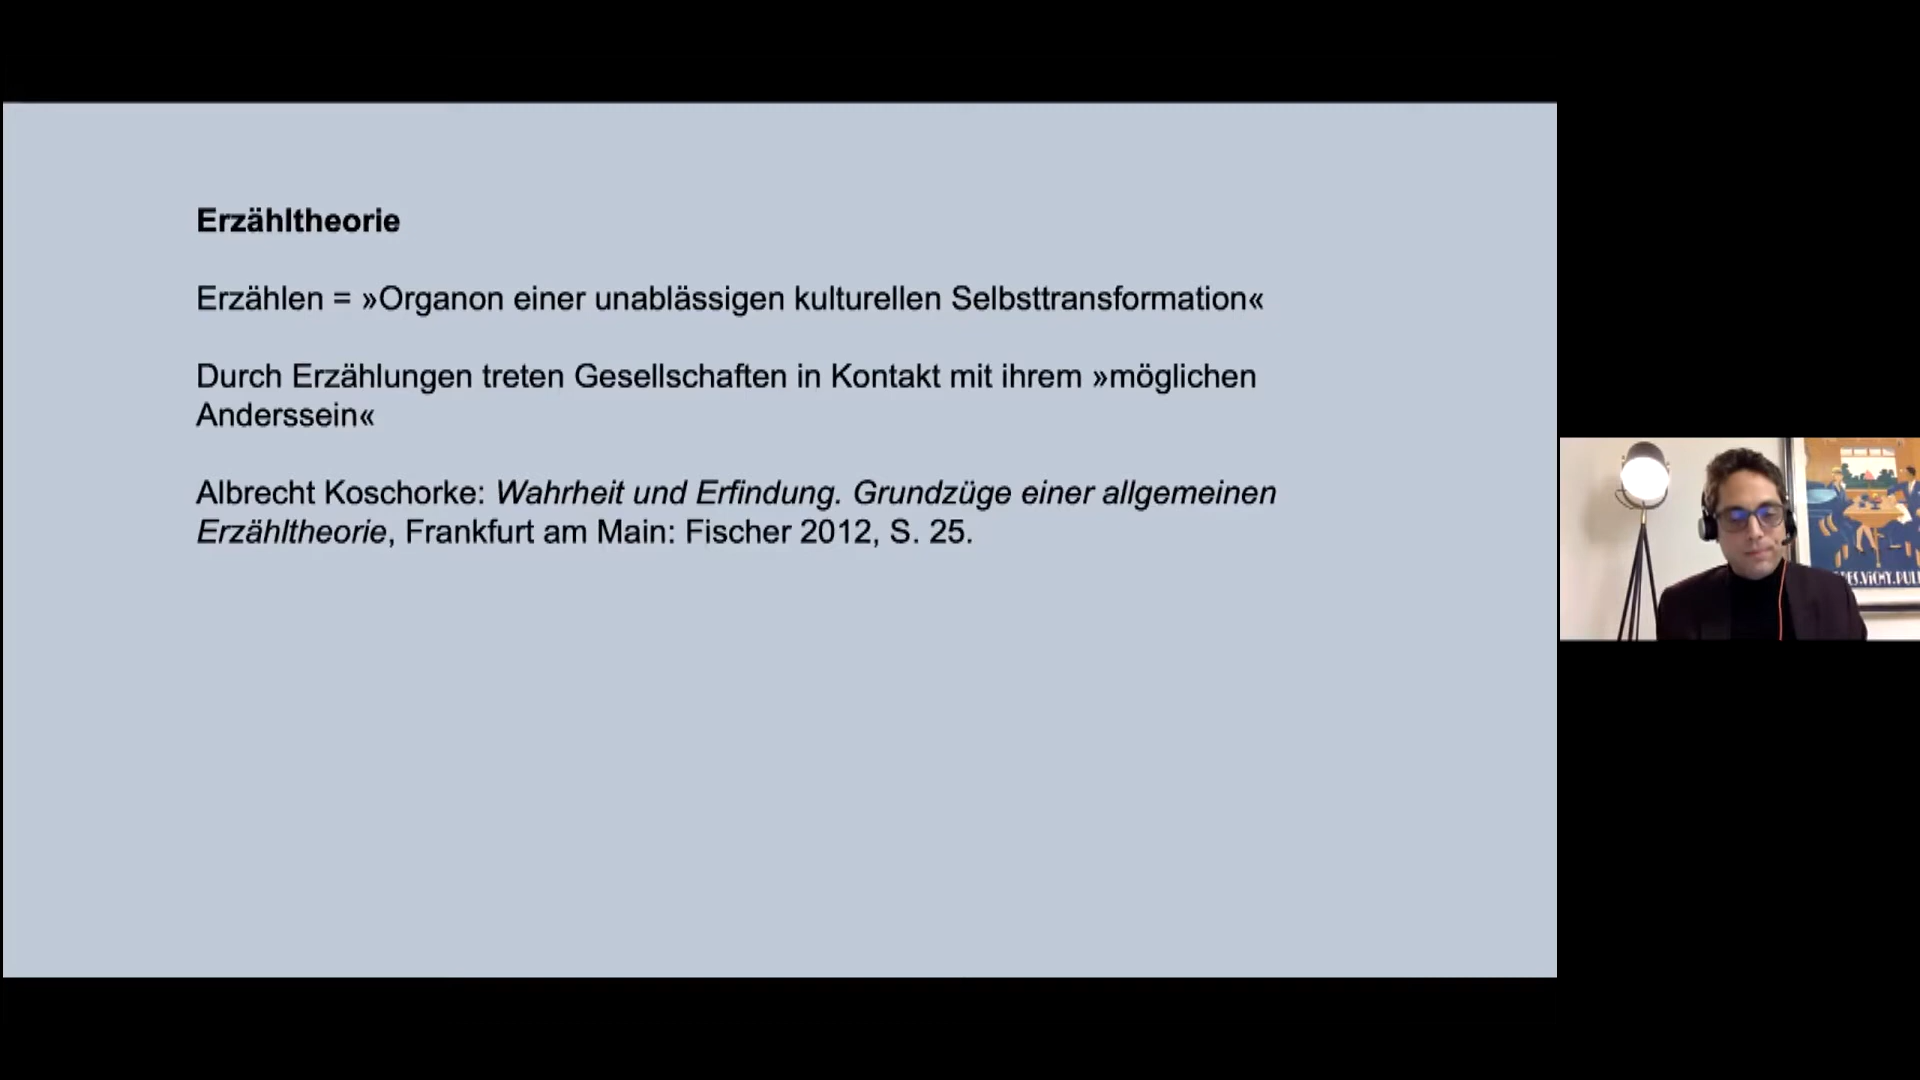 Erzähltheorie
Erzählen = »Organon einer unablässigen kulturellen Selbsttransformation«
Durch Erzählungen treten Gesellschaften in Kontakt mit ihrem »möglichen
Anderssein«
Albrecht Koschorke: Wahrheit und Erfindung. Grundzüge einer allgemeinen
Erzähltheorie, Frankfurt am Main: Fischer 2012, S. 25.
VICHY.